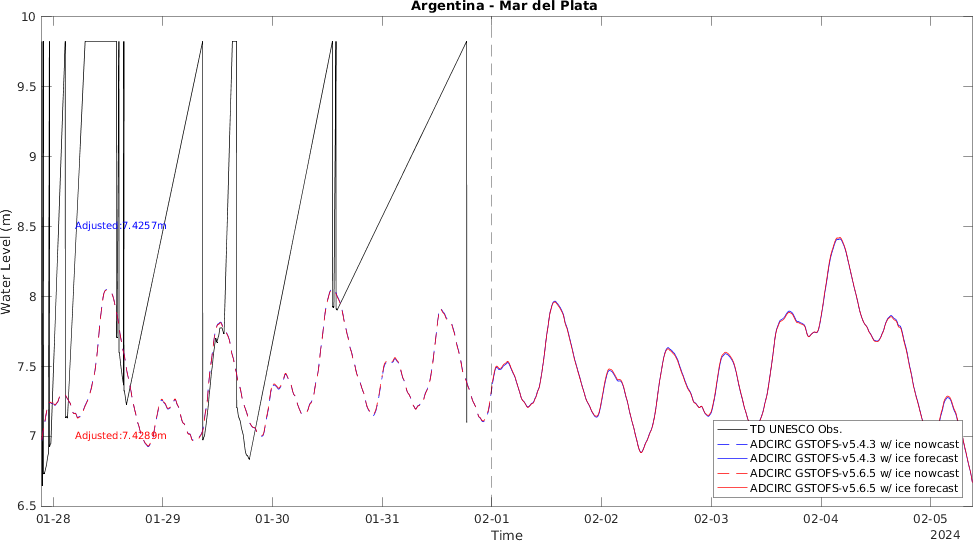 Argentina - Mar del Plata
10
9.5
9
8.5
8
7.5
7
6.5
Water Level (m)
Adjusted:7.4257m
Adjusted:7.4289m
TD UNESCO Obs.
ADCIRC GSTOFS-v5.4.3 w/ ice nowcast
ADCIRC GSTOFS-v5.4.3 w/ ice forecast
ADCIRC GSTOFS-v5.6.5 w/ ice nowcast
ADCIRC GSTOFS-v5.6.5 w/ ice forecast
01-28 01-29 01-30 01-31 02-01 02-02 02-03 02-04 02-05
Time
2024